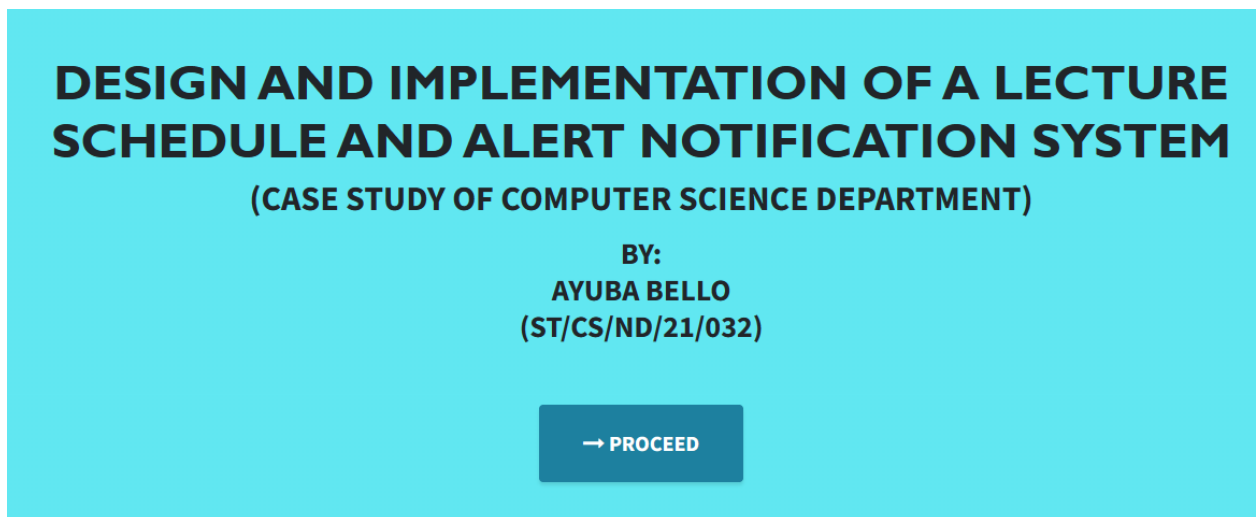 DESIGN AND IMPLEMENTATION OF A LECTURE
SCHEDULE AND ALERT NOTIFICATION SYSTEM
(CASE STUDY OF COMPUTER SCIENCE DEPARTMENT)
BY:
AYUBA BELLO
(ST/CS/ND/21/032)
→ PROCEED